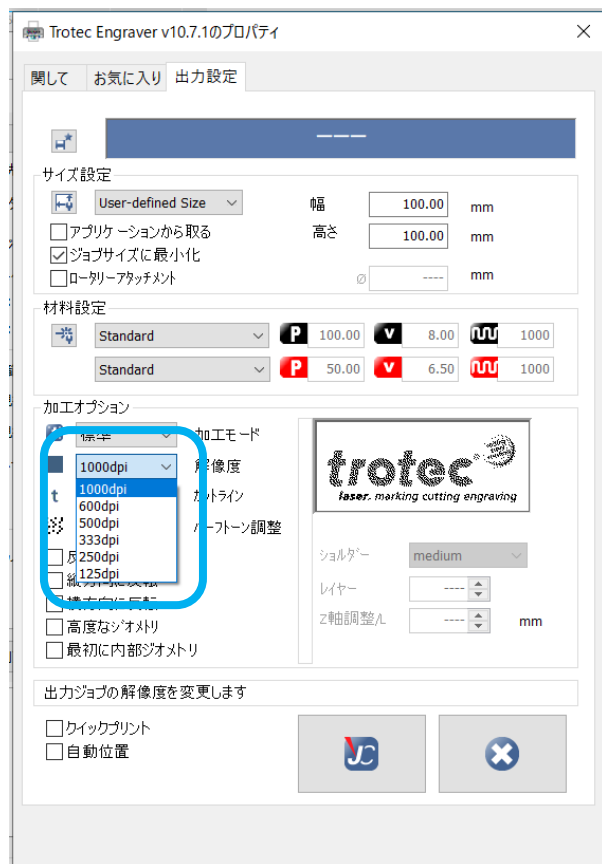 Trotec Engraver v10.7.1のプロパティ
関して お気に入り 出力設定
———
サイズ設定
User-defined Size 幅 100.00 mm
アプリケーションから取る 高さ 100.00 mm
ジョブサイズに最小化
ロータリーアタッチメント Ø ---- mm
材料設定
Standard P 100.00 v 8.00 1000
Standard P 50.00 v 6.50 1000
加工オプション
標準 加工モード
1000dpi 解像度
1000dpi
600dpi
500dpi
333dpi
250dpi
125dpi
t カットライン
ハーフトーン調整
trotec
laser. marking cutting engraving
ショルダー medium
レイヤー ----
Z軸調整/L ---- mm
横方向に反転
高度なジオメトリ
最初に内部ジオメトリ
出力ジョブの解像度を変更します
クイックプリント
自動位置
JC